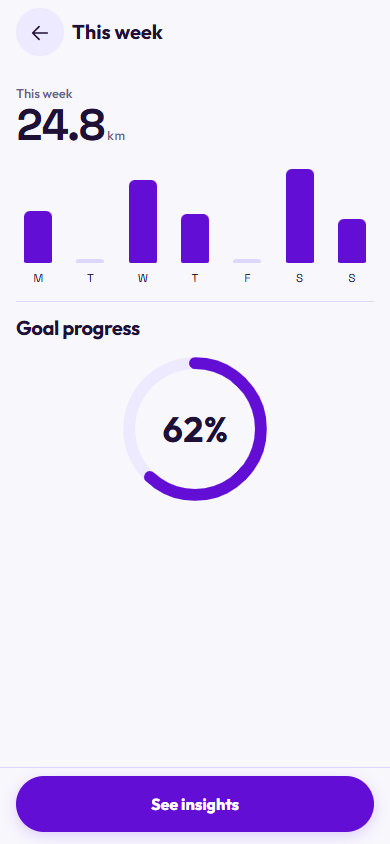 This week
This week
24.8 km
M T W T F S S
Goal progress
62%
See insights